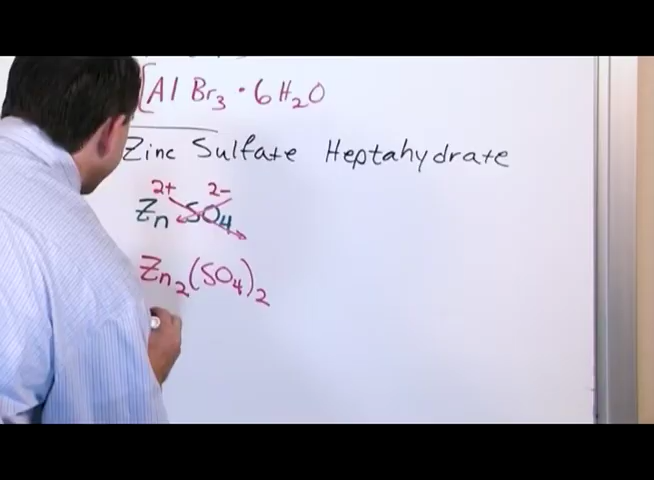 [AlBr₃ · 6H₂O
Zinc Sulfate Heptahydrate
2+ 2-
Zn SO₄
Zn₂(SO₄)₂